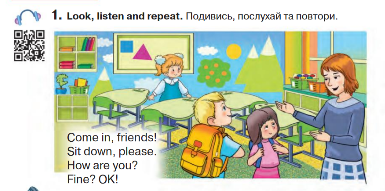 1. Look, listen and repeat. Подивись, послухай та повтори.
Come in, friends!
Sit down, please.
How are you?
Fine? OK!